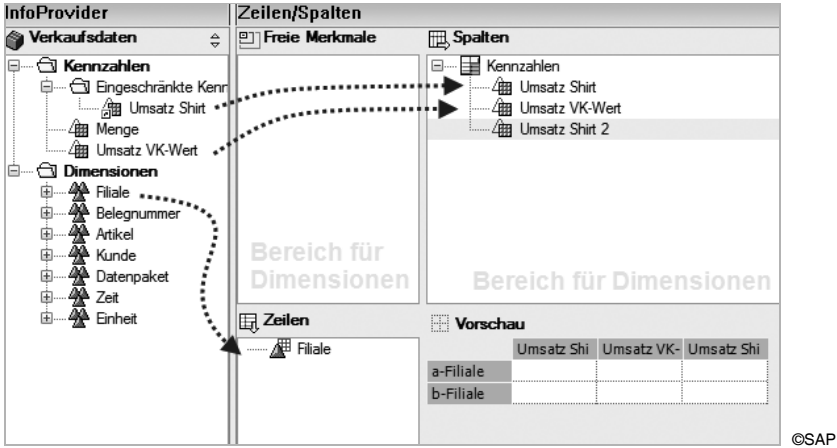 InfoProvider
Verkaufsdaten
Kennzahlen
Eingeschränkte Kenn
Umsatz Shirt
Menge
Umsatz VK-Wert
Dimensionen
Filiale
Belegnummer
Artikel
Kunde
Datenpaket
Zeit
Einheit
Zeilen/Spalten
Freie Merkmale
Bereich für
Dimensionen
Spalten
Kennzahlen
Umsatz Shirt
Umsatz VK-Wert
Umsatz Shirt 2
Bereich für Dimensionen
Zeilen
Filiale
Vorschau
Umsatz Shi Umsatz VK- Umsatz Shi
a-Filiale
b-Filiale
©SAP